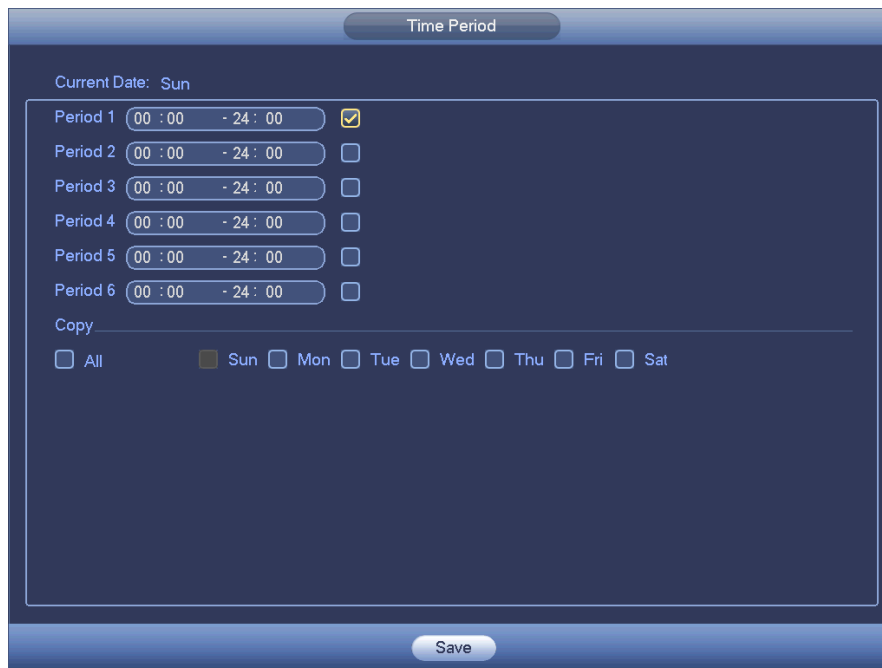 Time Period
Current Date: Sun
Period 1 00 :00 - 24: 00
Period 2 00 :00 - 24: 00
Period 3 00 :00 - 24: 00
Period 4 00 :00 - 24: 00
Period 5 00 :00 - 24: 00
Period 6 00 :00 - 24: 00
Copy
All Sun Mon Tue Wed Thu Fri Sat
Save